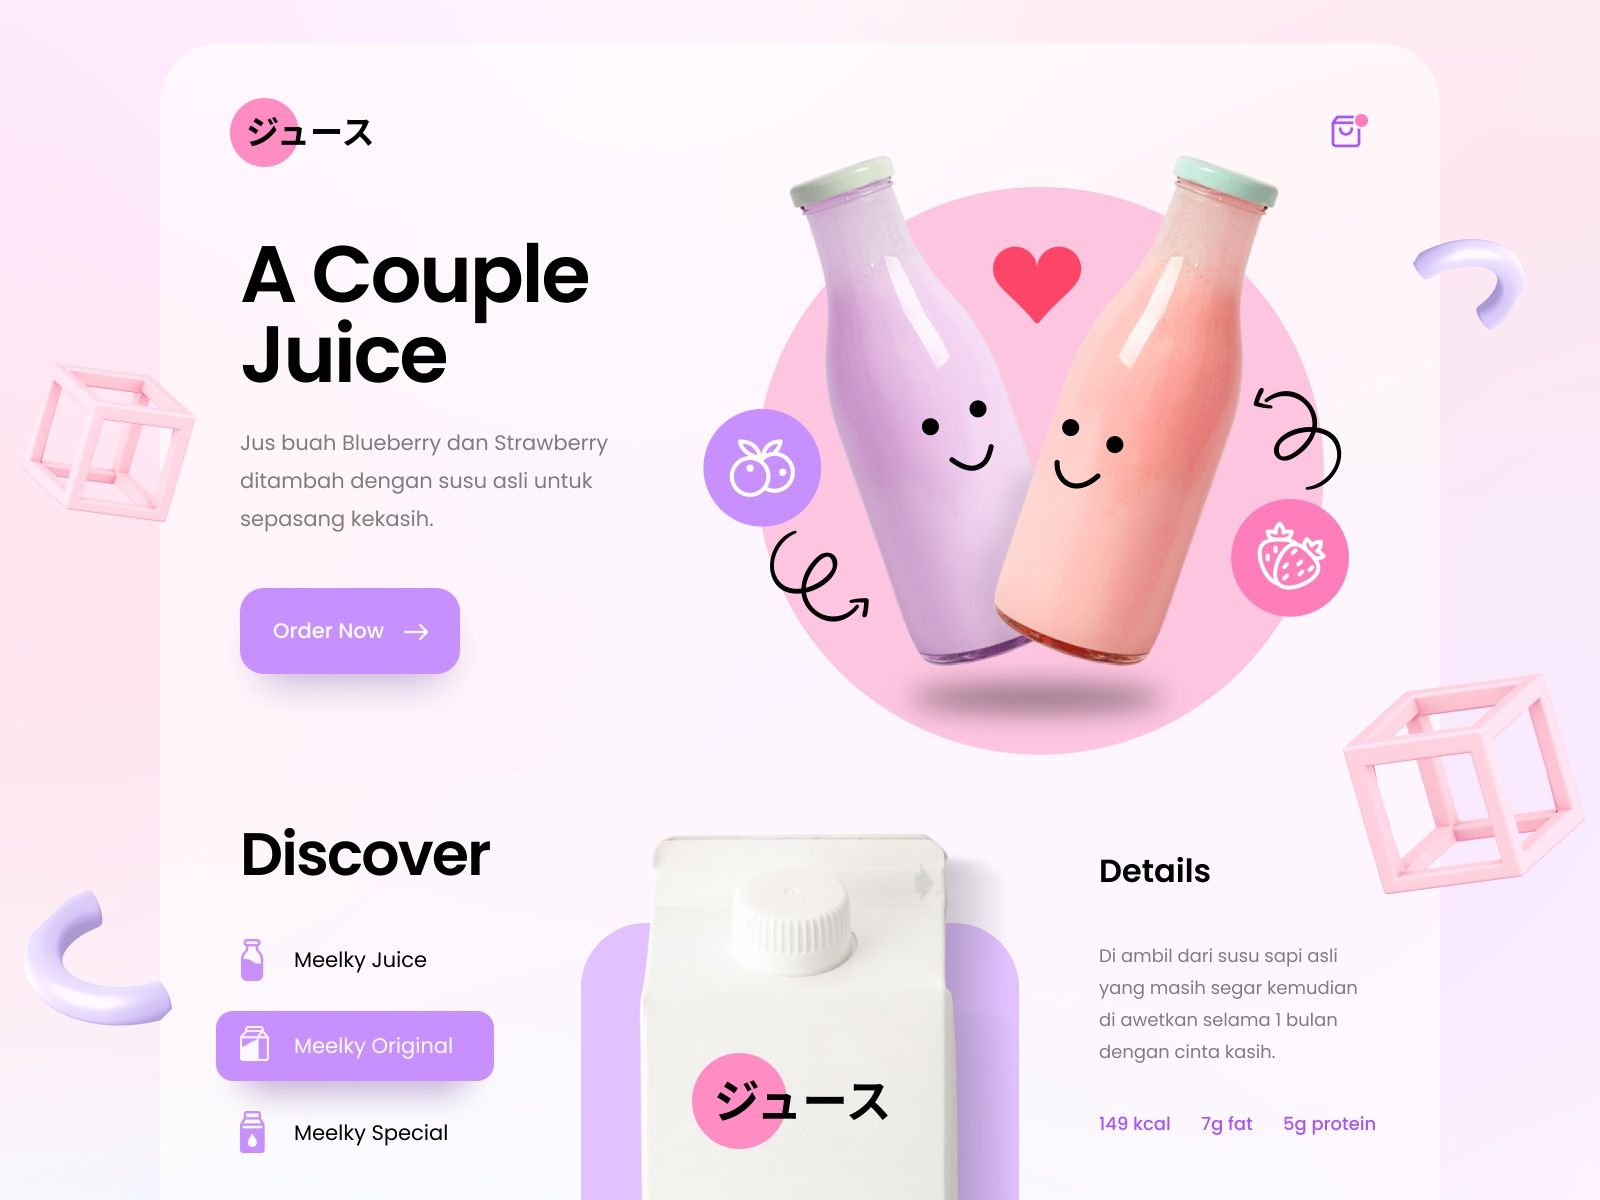 ジュース
A Couple
Juice
Jus buah Blueberry dan Strawberry
ditambah dengan susu asli untuk
sepasang kekasih.
Order Now
Discover
Meelky Juice
Meelky Original
Meelky Special
ジュース
Details
Di ambil dari susu sapi asli
yang masih segar kemudian
di awetkan selama 1 bulan
dengan cinta kasih.
149 kcal 7g fat 5g protein